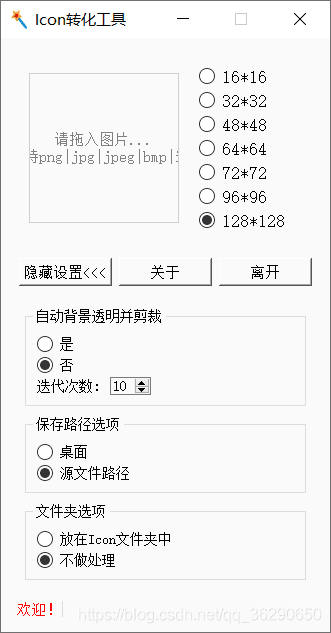 Icon转化工具
请拖入图片...
持png|jpg|jpeg|bmp|
16*16
32*32
48*48
64*64
72*72
96*96
128*128
隐藏设置<<<
关于
离开
自动背景透明并剪裁
是
否
迭代次数: 10
保存路径选项
桌面
源文件路径
文件夹选项
放在Icon文件夹中
不做处理
欢迎!
https://blog.csdn.net/qq_36290650